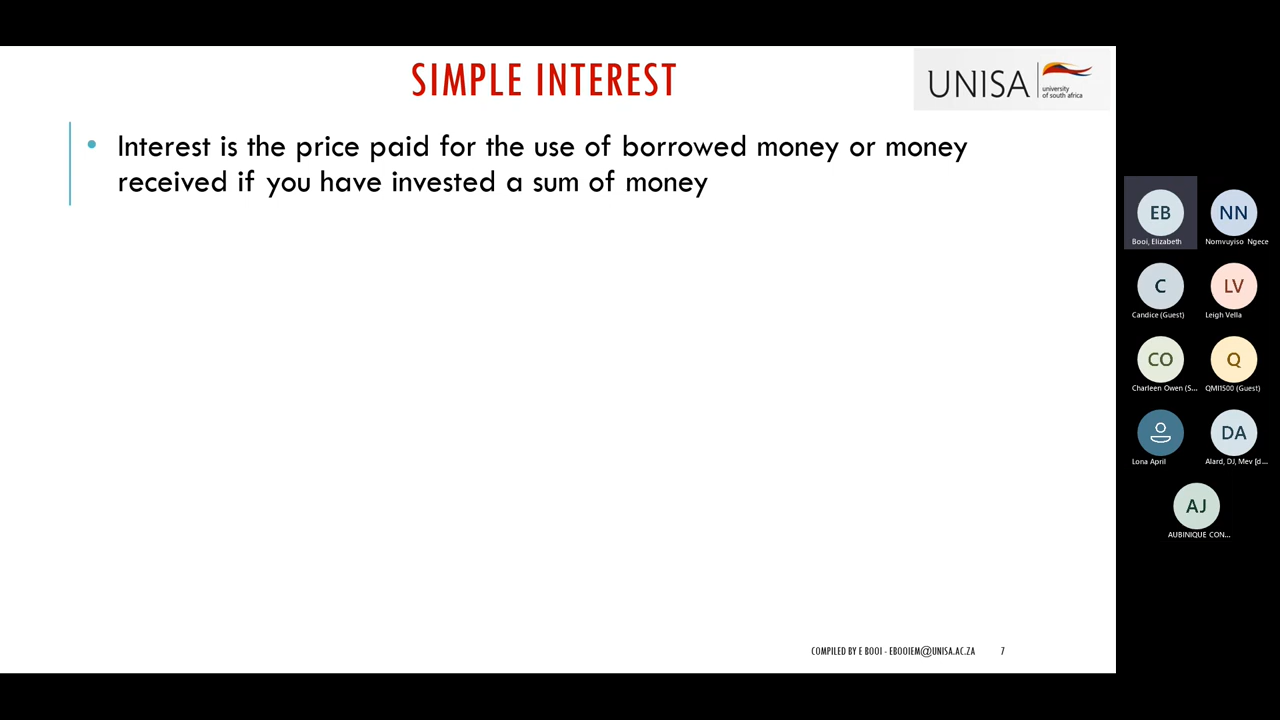 SIMPLE INTEREST
UNISA
university
of south africa
• Interest is the price paid for the use of borrowed money or money
received if you have invested a sum of money
COMPILED BY E BOOI - EBOOIEM@UNISA.AC.ZA 7
EB
Booi, Elizabeth
NN
Nomvuyiso Ngece
C
Candice (Guest)
LV
Leigh Vella
CO
Charleen Owen (S...
Q
QMI1500 (Guest)
Lona April
DA
Alard, DJ, Mev [d...
AJ
AUBINIQUE CON...